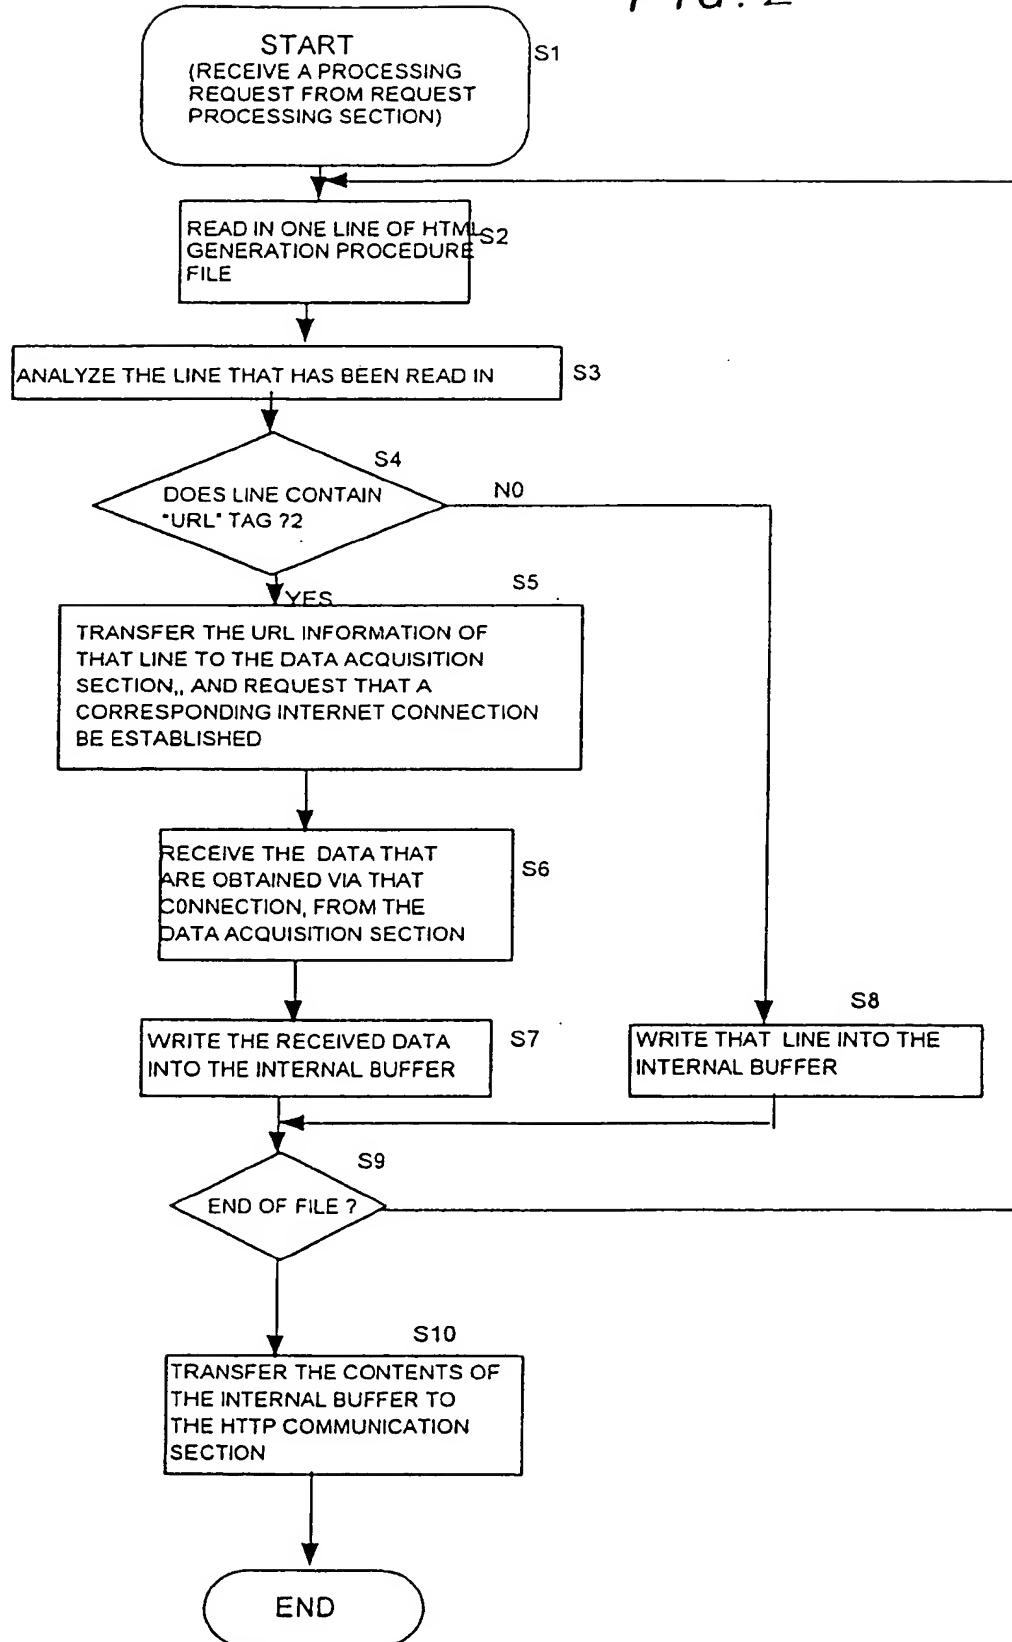 FIG. 2
START
(RECEIVE A PROCESSING
REQUEST FROM REQUEST
PROCESSING SECTION)
S1
READ IN ONE LINE OF HTML
GENERATION PROCEDURE
FILE
S2
ANALYZE THE LINE THAT HAS BEEN READ IN
S3
S4
DOES LINE CONTAIN
"URL" TAG ?2
NO
YES
S5
TRANSFER THE URL INFORMATION OF
THAT LINE TO THE DATA ACQUISITION
SECTION,, AND REQUEST THAT A
CORRESPONDING INTERNET CONNECTION
BE ESTABLISHED
RECEIVE THE DATA THAT
ARE OBTAINED VIA THAT
CONNECTION, FROM THE
DATA ACQUISITION SECTION
S6
WRITE THE RECEIVED DATA
INTO THE INTERNAL BUFFER
S7
S8
WRITE THAT LINE INTO THE
INTERNAL BUFFER
S9
END OF FILE ?
S10
TRANSFER THE CONTENTS OF
THE INTERNAL BUFFER TO
THE HTTP COMMUNICATION
SECTION
END